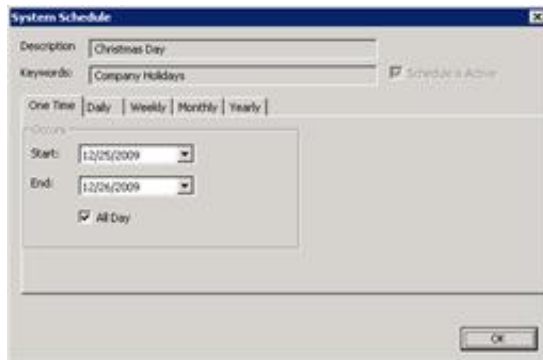 System Schedule
Description Christmas Day
Keywords: Company Holidays
Schedule is Active
One Time Daily Weekly Monthly Yearly
Occurs
Start: 12/25/2009
End: 12/26/2009
All Day
OK